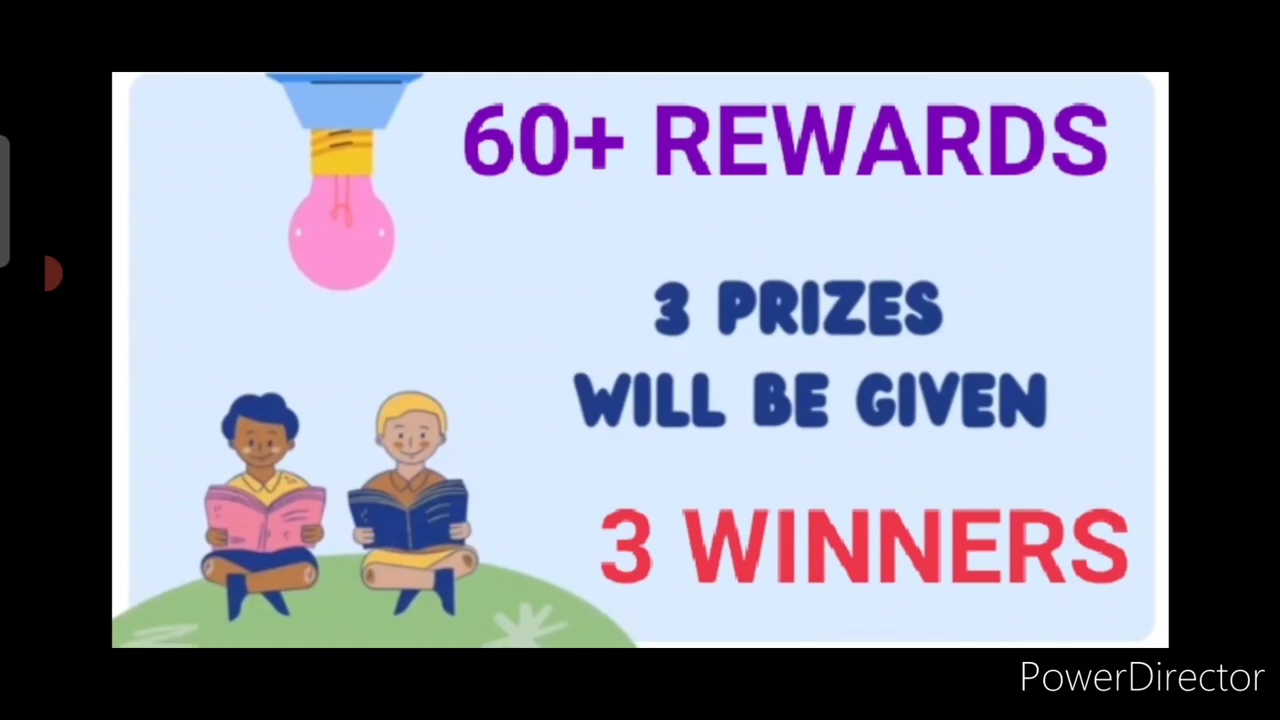 60+ REWARDS
3 PRIZES
WILL BE GIVEN
3 WINNERS
PowerDirector